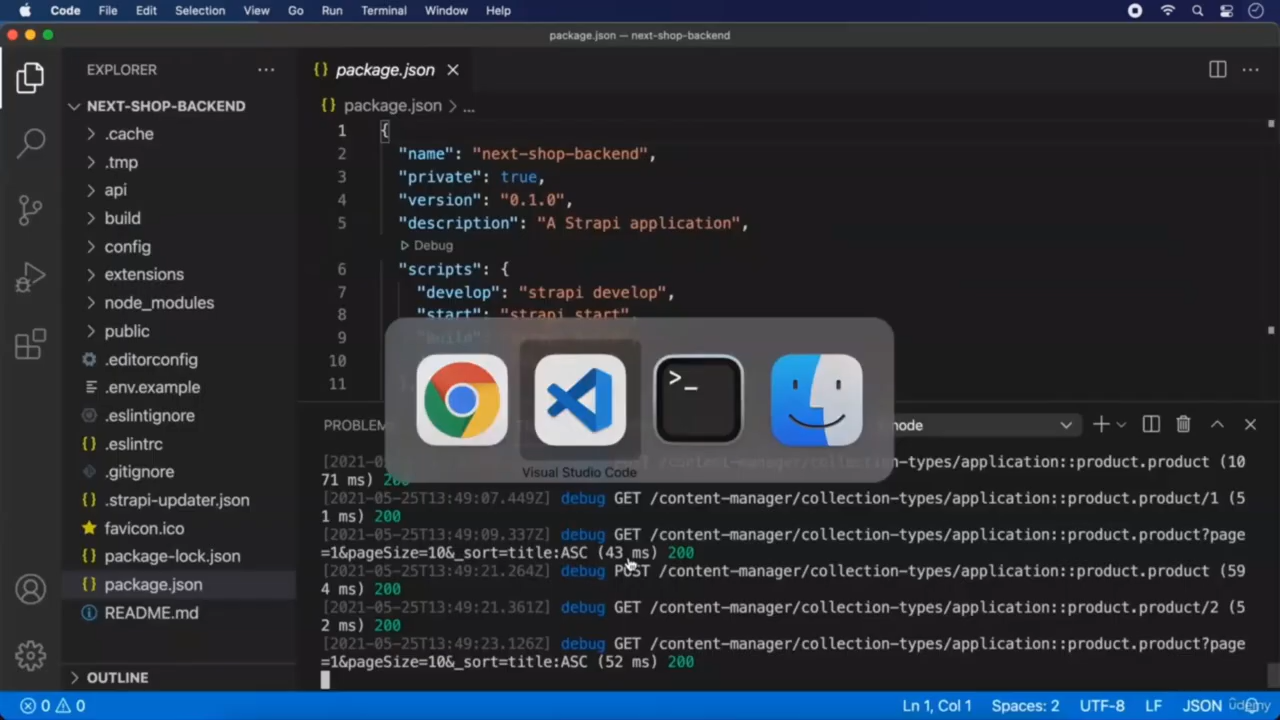 Code File Edit Selection View Go Run Terminal Window Help
package.json — next-shop-backend
EXPLORER
package.json
NEXT-SHOP-BACKEND
package.json > ...
.cache
.tmp
api
build
config
extensions
node_modules
public
.editorconfig
.env.example
.eslintignore
.eslintrc
.gitignore
.strapi-updater.json
favicon.ico
package-lock.json
package.json
README.md
OUTLINE
1 {
2 "name": "next-shop-backend",
3 "private": true,
4 "version": "0.1.0",
5 "description": "A Strapi application",
Debug
6 "scripts": {
7 "develop": "strapi develop",
8 "start": "strapi start",
9 "build":
10
11
Visual Studio Code
PROBLEM
node
/content-manager/collection-types/application::product.product (10
71 ms) 200
[2021-05-25T13:49:07.449Z] debug GET /content-manager/collection-types/application::product.product/1 (5
1 ms) 200
[2021-05-25T13:49:09.337Z] debug GET /content-manager/collection-types/application::product.product?page
=1&pageSize=10&_sort=title:ASC (43 ms) 200
[2021-05-25T13:49:21.264Z] debug POST /content-manager/collection-types/application::product.product (59
4 ms) 200
[2021-05-25T13:49:21.361Z] debug GET /content-manager/collection-types/application::product.product/2 (5
2 ms) 200
[2021-05-25T13:49:23.126Z] debug GET /content-manager/collection-types/application::product.product?page
=1&pageSize=10&_sort=title:ASC (52 ms) 200
0 0 Ln 1, Col 1 Spaces: 2 UTF-8 LF JSON
udemy